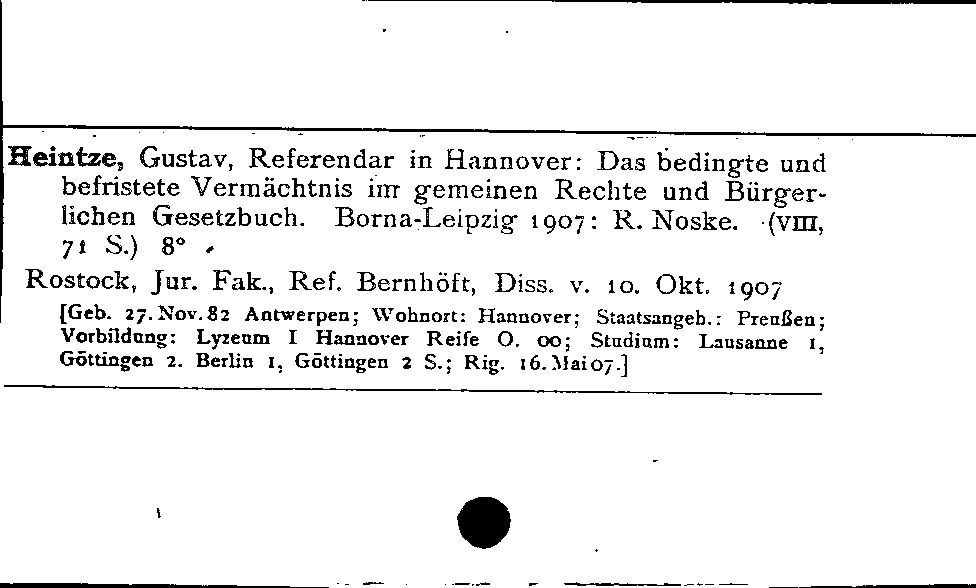 Heintze, Gustav, Referendar in Hannover: Das bedingte und
befristete Vermächtnis im gemeinen Rechte und Bürger-
lichen Gesetzbuch. Borna-Leipzig 1907: R. Noske. (VIII,
71 S.) 8°
Rostock, Jur. Fak., Ref. Bernhöft, Diss. v. 10. Okt. 1907
[Geb. 27. Nov. 82 Antwerpen; Wohnort: Hannover; Staatsangeb.: Preußen;
Vorbildung: Lyzeum I Hannover Reife O. 00; Studium: Lausanne 1,
Göttingen 2. Berlin 1, Göttingen 2 S.; Rig. 16. Mai 07.]